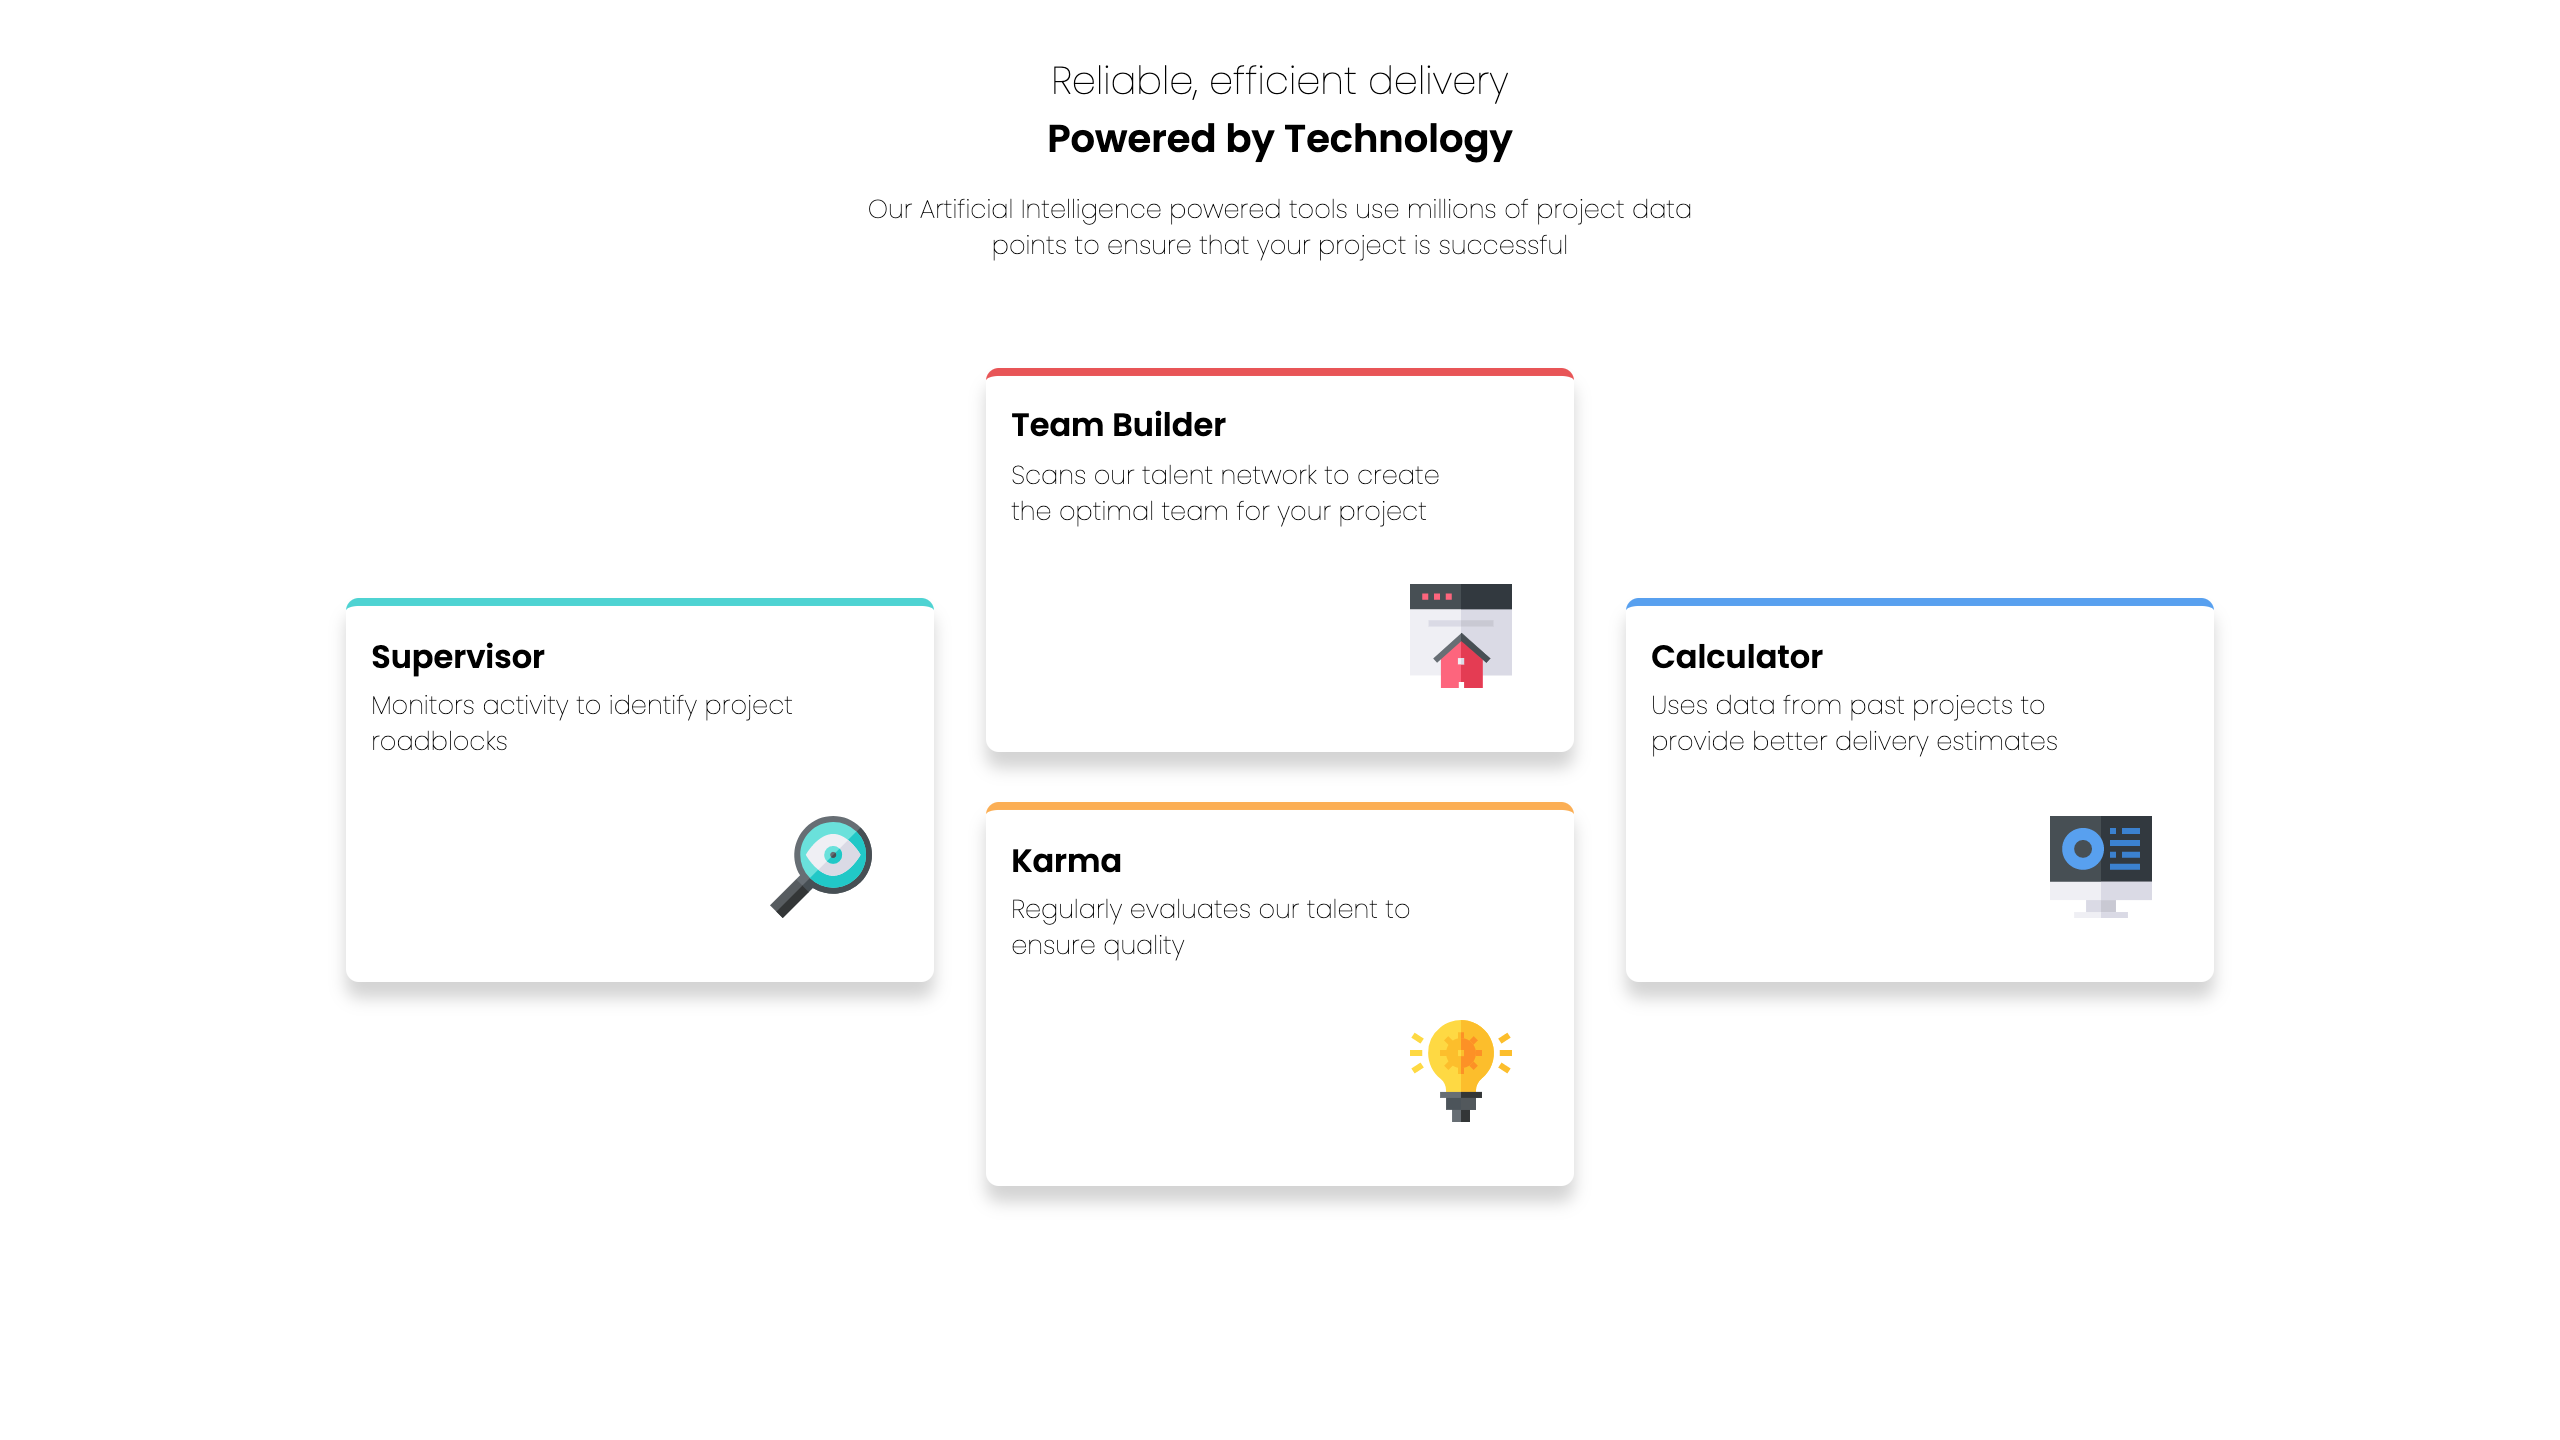 Reliable, efficient delivery
Powered by Technology
Our Artificial Intelligence powered tools use millions of project data
points to ensure that your project is successful
Team Builder
Scans our talent network to create
the optimal team for your project
Supervisor
Monitors activity to identify project
roadblocks
Karma
Regularly evaluates our talent to
ensure quality
Calculator
Uses data from past projects to
provide better delivery estimates